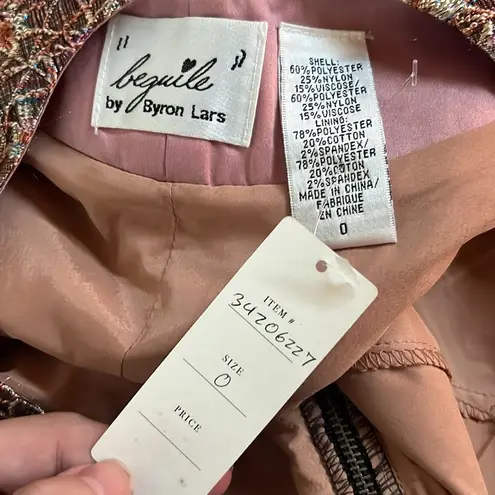 " beguile "
by Byron Lars
SHELL:
60%POLYESTER
25%NYLON
15%VISCOSE/
60%POLYESTER
25%NYLON
15%VISCOSE
LINING:
78%POLYESTER
20%COTTON
2%SPANDEX/
78%POLYESTER
20%COTON
2%SPANDEX
MADE IN CHINA/
FABRIQUE
EN CHINE
0
ITEM #
34206227
SIZE
0
PRICE